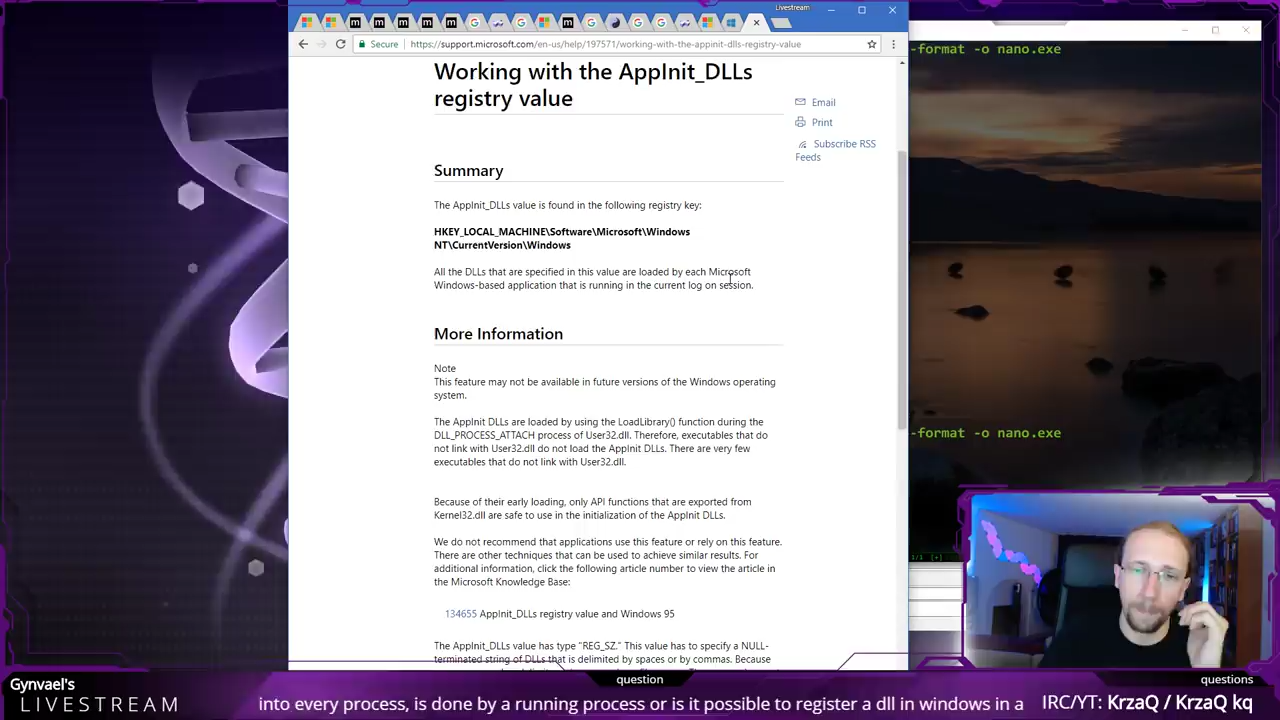 Livestream
Secure
https://support.microsoft.com/en-us/help/197571/working-with-the-appinit-dlls-registry-value
Working with the AppInit_DLLs
registry value
Email
Print
Subscribe RSS
Feeds
Summary
The AppInit_DLLs value is found in the following registry key:
HKEY_LOCAL_MACHINE\Software\Microsoft\Windows
NT\CurrentVersion\Windows
All the DLLs that are specified in this value are loaded by each Microsoft
Windows-based application that is running in the current log on session.
More Information
Note
This feature may not be available in future versions of the Windows operating
system.
The AppInit DLLs are loaded by using the LoadLibrary() function during the
DLL_PROCESS_ATTACH process of User32.dll. Therefore, executables that do
not link with User32.dll do not load the AppInit DLLs. There are very few
executables that do not link with User32.dll.
Because of their early loading, only API functions that are exported from
Kernel32.dll are safe to use in the initialization of the AppInit DLLs.
We do not recommend that applications use this feature or rely on this feature.
There are other techniques that can be used to achieve similar results. For
additional information, click the following article number to view the article in
the Microsoft Knowledge Base:
134655 AppInit_DLLs registry value and Windows 95
The AppInit_DLLs value has type "REG_SZ." This value has to specify a NULL-
terminated string of DLLs that is delimited by spaces or by commas. Because
-format -o nano.exe
-format -o nano.exe
1/1 [+]
Gynvael's
LIVESTREAM
question
questions
into every process, is done by a running process or is it possible to register a dll in windows in a
IRC/YT: KrzaQ / KrzaQ kq